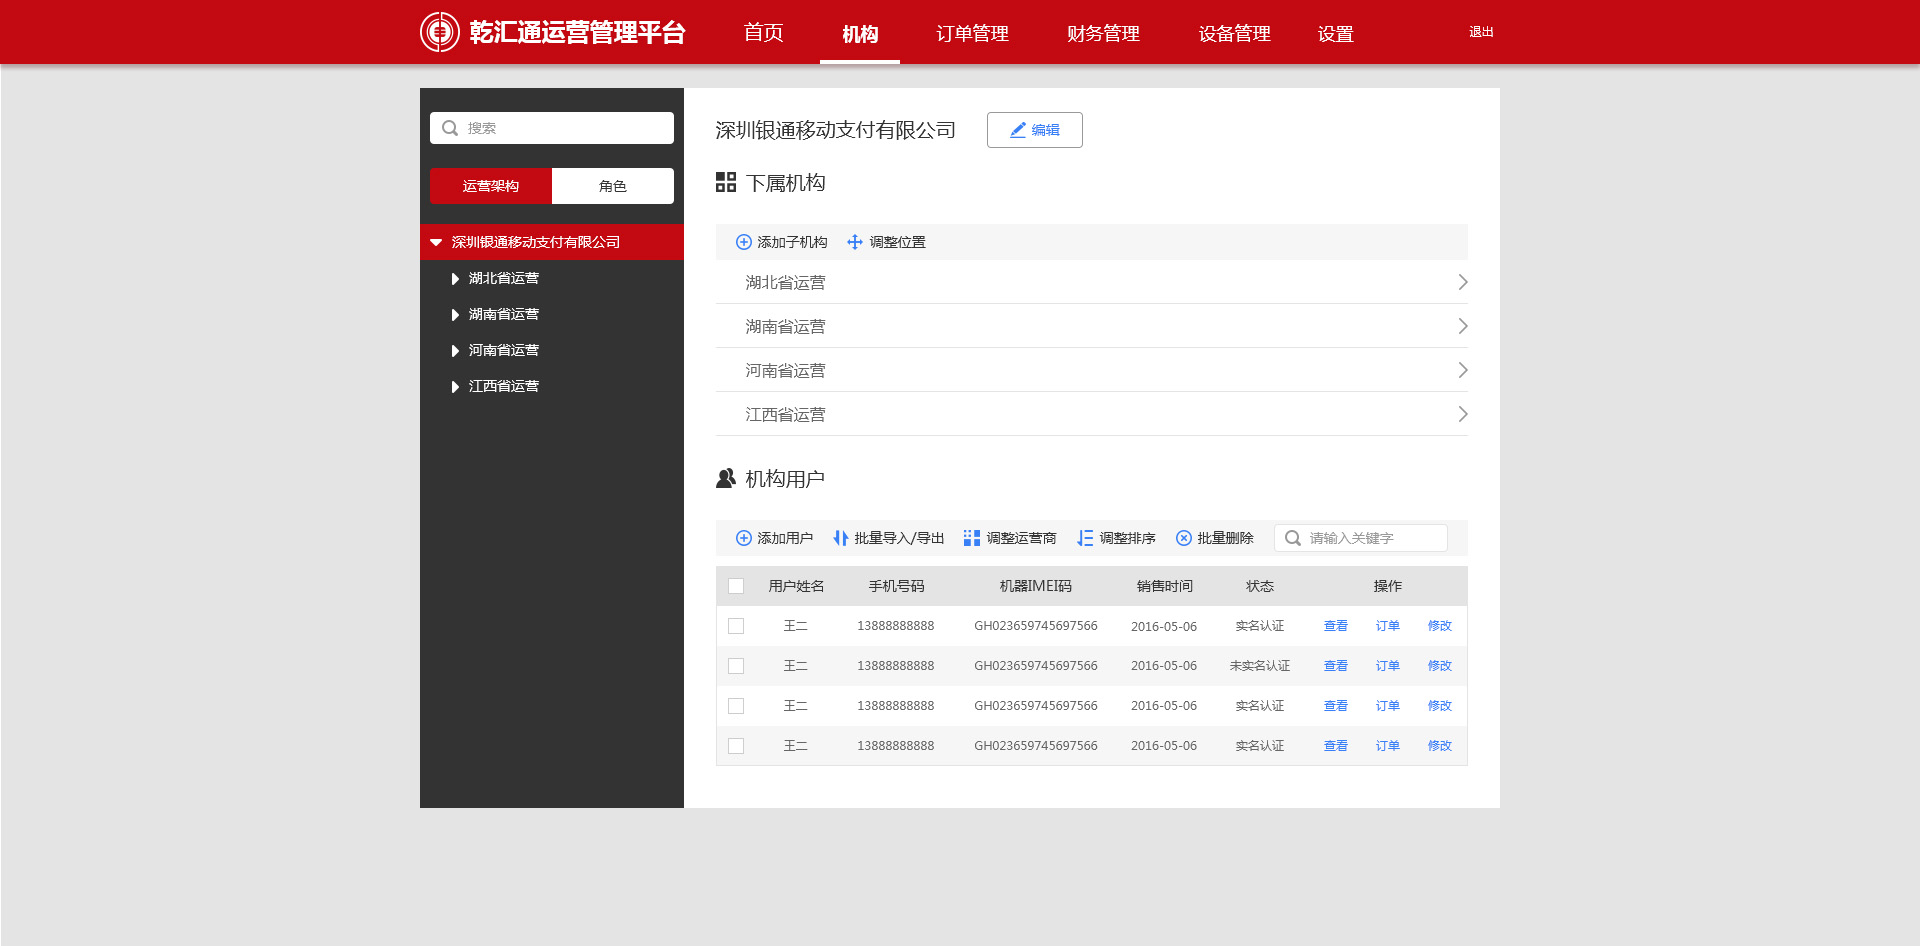 乾汇通运营管理平台 首页 机构 订单管理 财务管理 设备管理 设置 退出
搜索
运营架构 角色
深圳银通移动支付有限公司
湖北省运营
湖南省运营
河南省运营
江西省运营
深圳银通移动支付有限公司 编辑
下属机构
添加子机构 调整位置
湖北省运营
湖南省运营
河南省运营
江西省运营
机构用户
添加用户 批量导入/导出 调整运营商 调整排序 批量删除 请输入关键字
用户姓名 手机号码 机器IMEI码 销售时间 状态 操作
王二 13888888888 GH023659745697566 2016-05-06 实名认证 查看 订单 修改
王二 13888888888 GH023659745697566 2016-05-06 未实名认证 查看 订单 修改
王二 13888888888 GH023659745697566 2016-05-06 实名认证 查看 订单 修改
王二 13888888888 GH023659745697566 2016-05-06 实名认证 查看 订单 修改